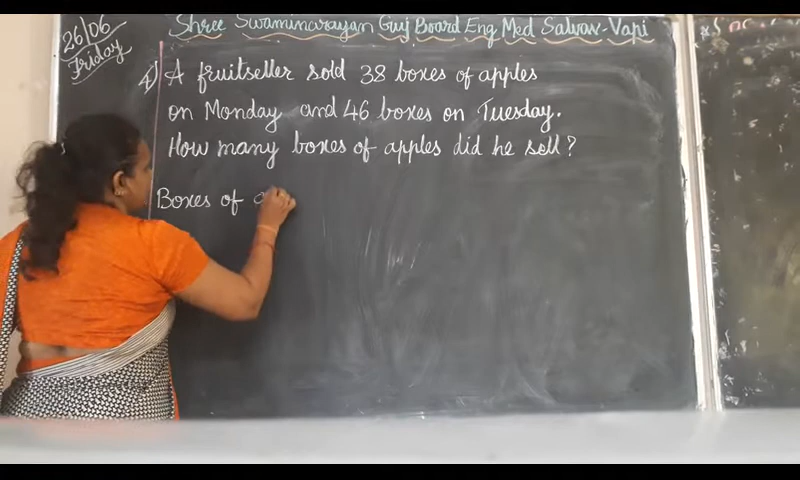 Shree Swaminarayan Guj Board Eng Med Salvav-Vapi
26/06
Friday
4) A fruitseller sold 38 boxes of apples
on Monday and 46 boxes on Tuesday.
How many boxes of apples did he sell?
Boxes of a